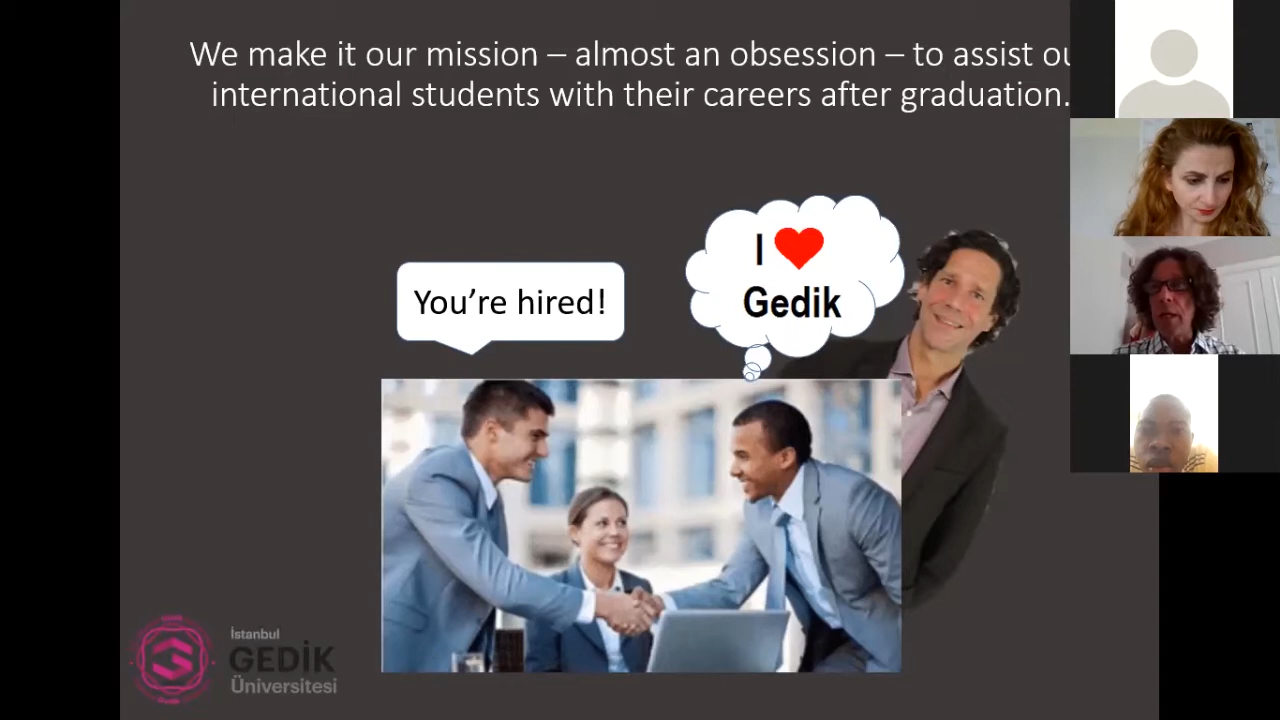 We make it our mission – almost an obsession – to assist ou
international students with their careers after graduation.
I ❤
Gedik
You're hired!
İstanbul
GEDİK
Üniversitesi